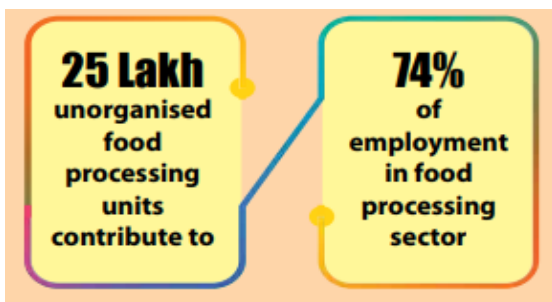 25 Lakh
unorganised
food
processing
units
contribute to
74%
of
employment
in food
processing
sector